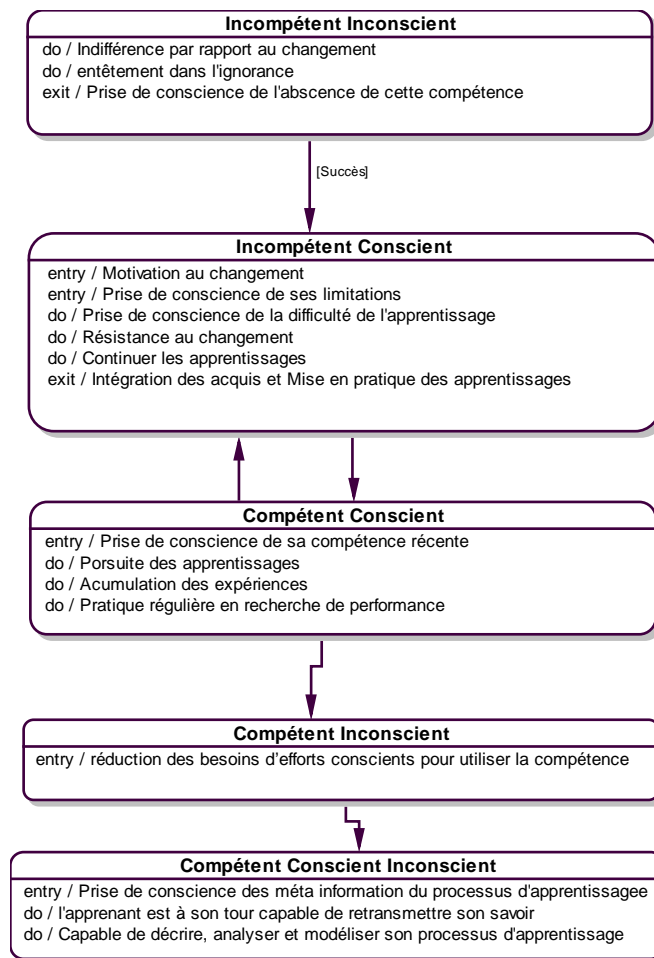 Incompétent Inconscient
do / Indifférence par rapport au changement
do / entêtement dans l'ignorance
exit / Prise de conscience de l'abscence de cette compétence
[Succès]
Incompétent Conscient
entry / Motivation au changement
entry / Prise de conscience de ses limitations
do / Prise de conscience de la difficulté de l'apprentissage
do / Résistance au changement
do / Continuer les apprentissages
exit / Intégration des acquis et Mise en pratique des apprentissages
Compétent Conscient
entry / Prise de conscience de sa compétence récente
do / Porsuite des apprentissages
do / Acumulation des expériences
do / Pratique régulière en recherche de performance
Compétent Inconscient
entry / réduction des besoins d’efforts conscients pour utiliser la compétence
Compétent Conscient Inconscient
entry / Prise de conscience des méta information du processus d'apprentissagee
do / l'apprenant est à son tour capable de retransmettre son savoir
do / Capable de décrire, analyser et modéliser son processus d'apprentissage